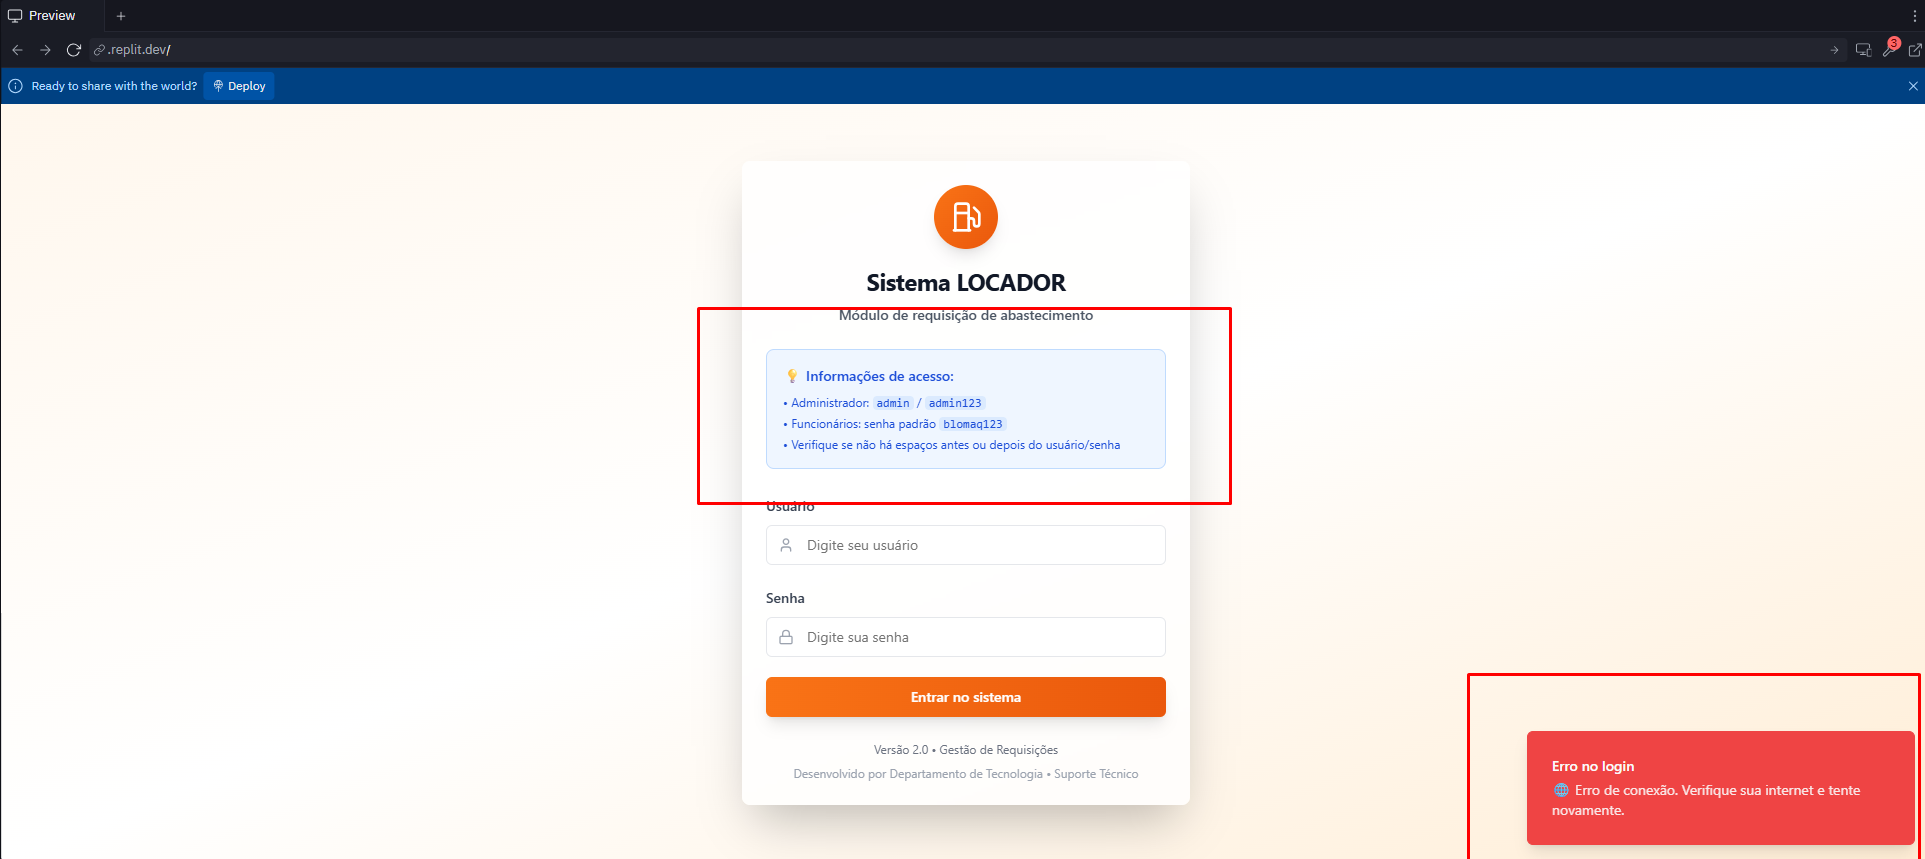 Preview
.replit.dev/
3
Ready to share with the world? Deploy
Sistema LOCADOR
Módulo de requisição de abastecimento
💡 Informações de acesso:
• Administrador: admin / admin123
• Funcionários: senha padrão blomaq123
• Verifique se não há espaços antes ou depois do usuário/senha
Usuário
Digite seu usuário
Senha
Digite sua senha
Entrar no sistema
Versão 2.0 • Gestão de Requisições
Desenvolvido por Departamento de Tecnologia • Suporte Técnico
Erro no login
🌐 Erro de conexão. Verifique sua internet e tente
novamente.